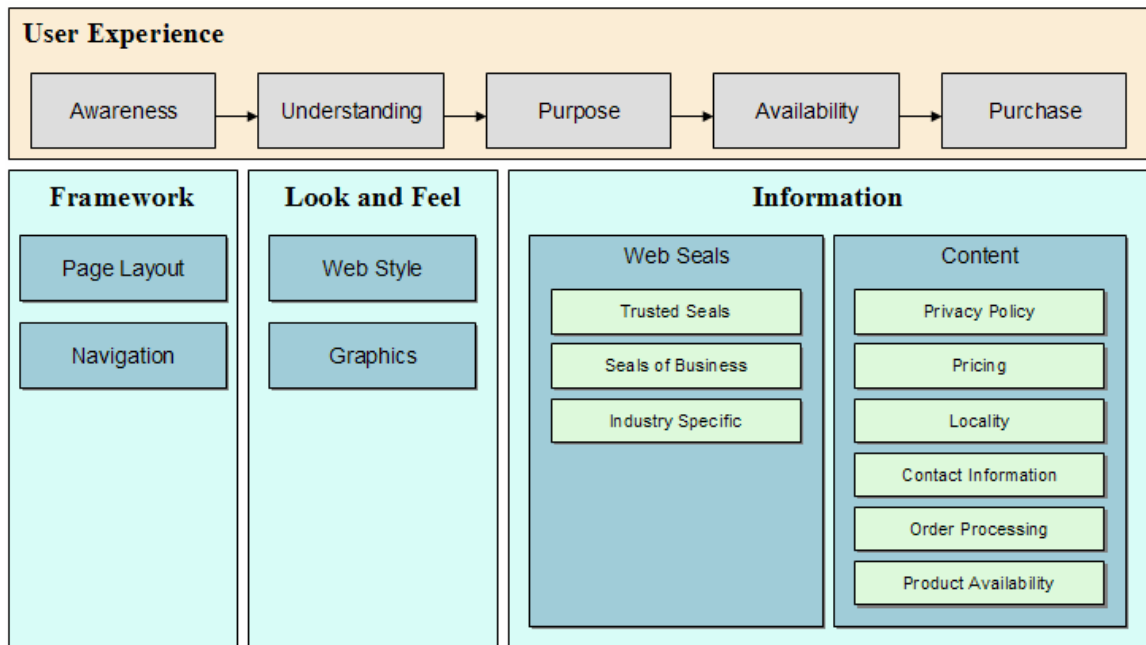 User Experience
Awareness
Understanding
Purpose
Availability
Purchase
Framework
Page Layout
Navigation
Look and Feel
Web Style
Graphics
Information
Web Seals
Trusted Seals
Seals of Business
Industry Specific
Content
Privacy Policy
Pricing
Locality
Contact Information
Order Processing
Product Availability